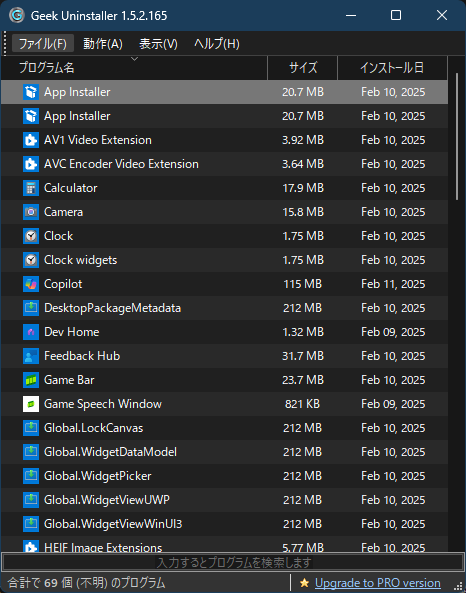 Geek Uninstaller 1.5.2.165
ファイル(F) 動作(A) 表示(V) ヘルプ(H)
プログラム名 サイズ インストール日
App Installer 20.7 MB Feb 10, 2025
App Installer 20.7 MB Feb 10, 2025
AV1 Video Extension 3.92 MB Feb 10, 2025
AVC Encoder Video Extension 3.64 MB Feb 10, 2025
Calculator 17.9 MB Feb 10, 2025
Camera 15.8 MB Feb 10, 2025
Clock 1.75 MB Feb 10, 2025
Clock widgets 1.75 MB Feb 10, 2025
Copilot 115 MB Feb 11, 2025
DesktopPackageMetadata 212 MB Feb 10, 2025
Dev Home 1.32 MB Feb 09, 2025
Feedback Hub 31.7 MB Feb 10, 2025
Game Bar 23.7 MB Feb 10, 2025
Game Speech Window 821 KB Feb 09, 2025
Global.LockCanvas 212 MB Feb 10, 2025
Global.WidgetDataModel 212 MB Feb 10, 2025
Global.WidgetPicker 212 MB Feb 10, 2025
Global.WidgetViewUWP 212 MB Feb 10, 2025
Global.WidgetViewWinUI3 212 MB Feb 10, 2025
HEIF Image Extensions 5.77 MB Feb 10, 2025
入力するとプログラムを検索します
合計で 69 個 (不明) のプログラム Upgrade to PRO version